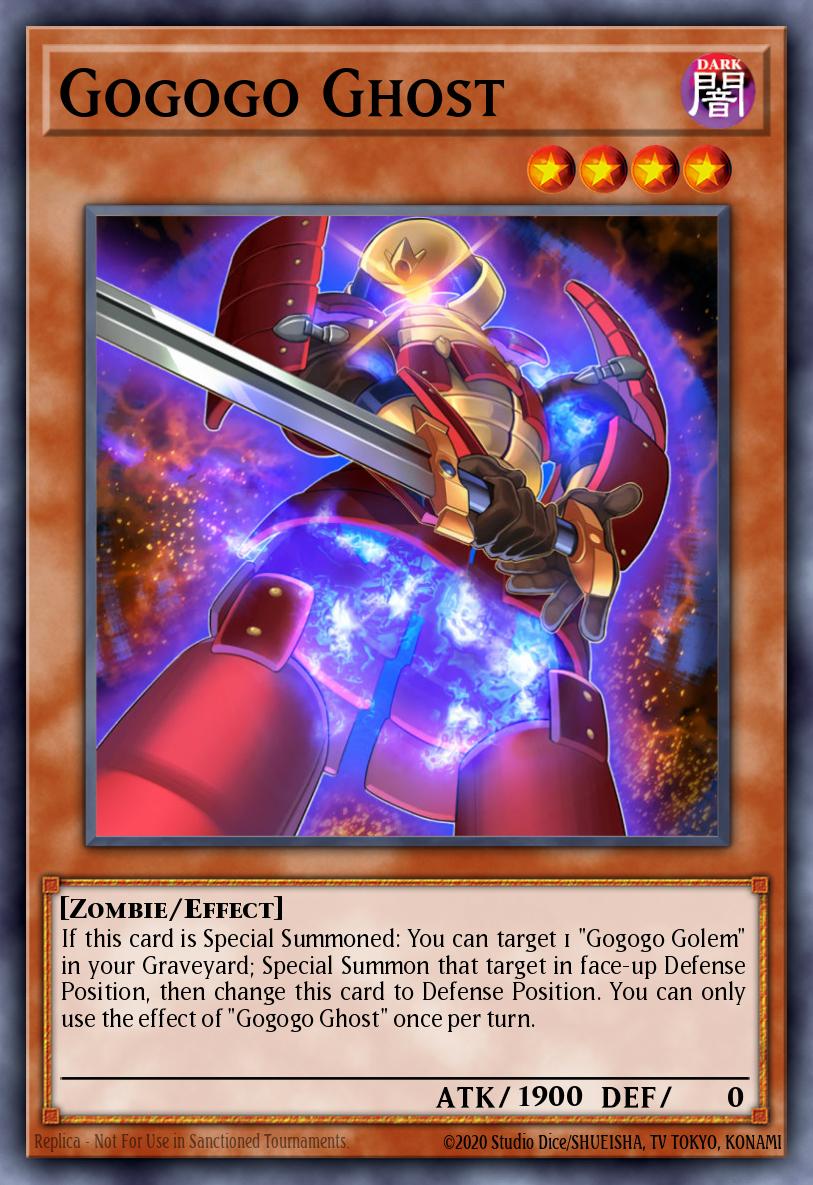 Gogogo Ghost
DARK
闇
[Zombie/Effect]
If this card is Special Summoned: You can target 1 "Gogogo Golem"
in your Graveyard; Special Summon that target in face-up Defense
Position, then change this card to Defense Position. You can only
use the effect of "Gogogo Ghost" once per turn.
ATK/ 1900 DEF/ 0
Replica - Not For Use in Sanctioned Tournaments.
©2020 Studio Dice/SHUEISHA, TV TOKYO, KONAMI